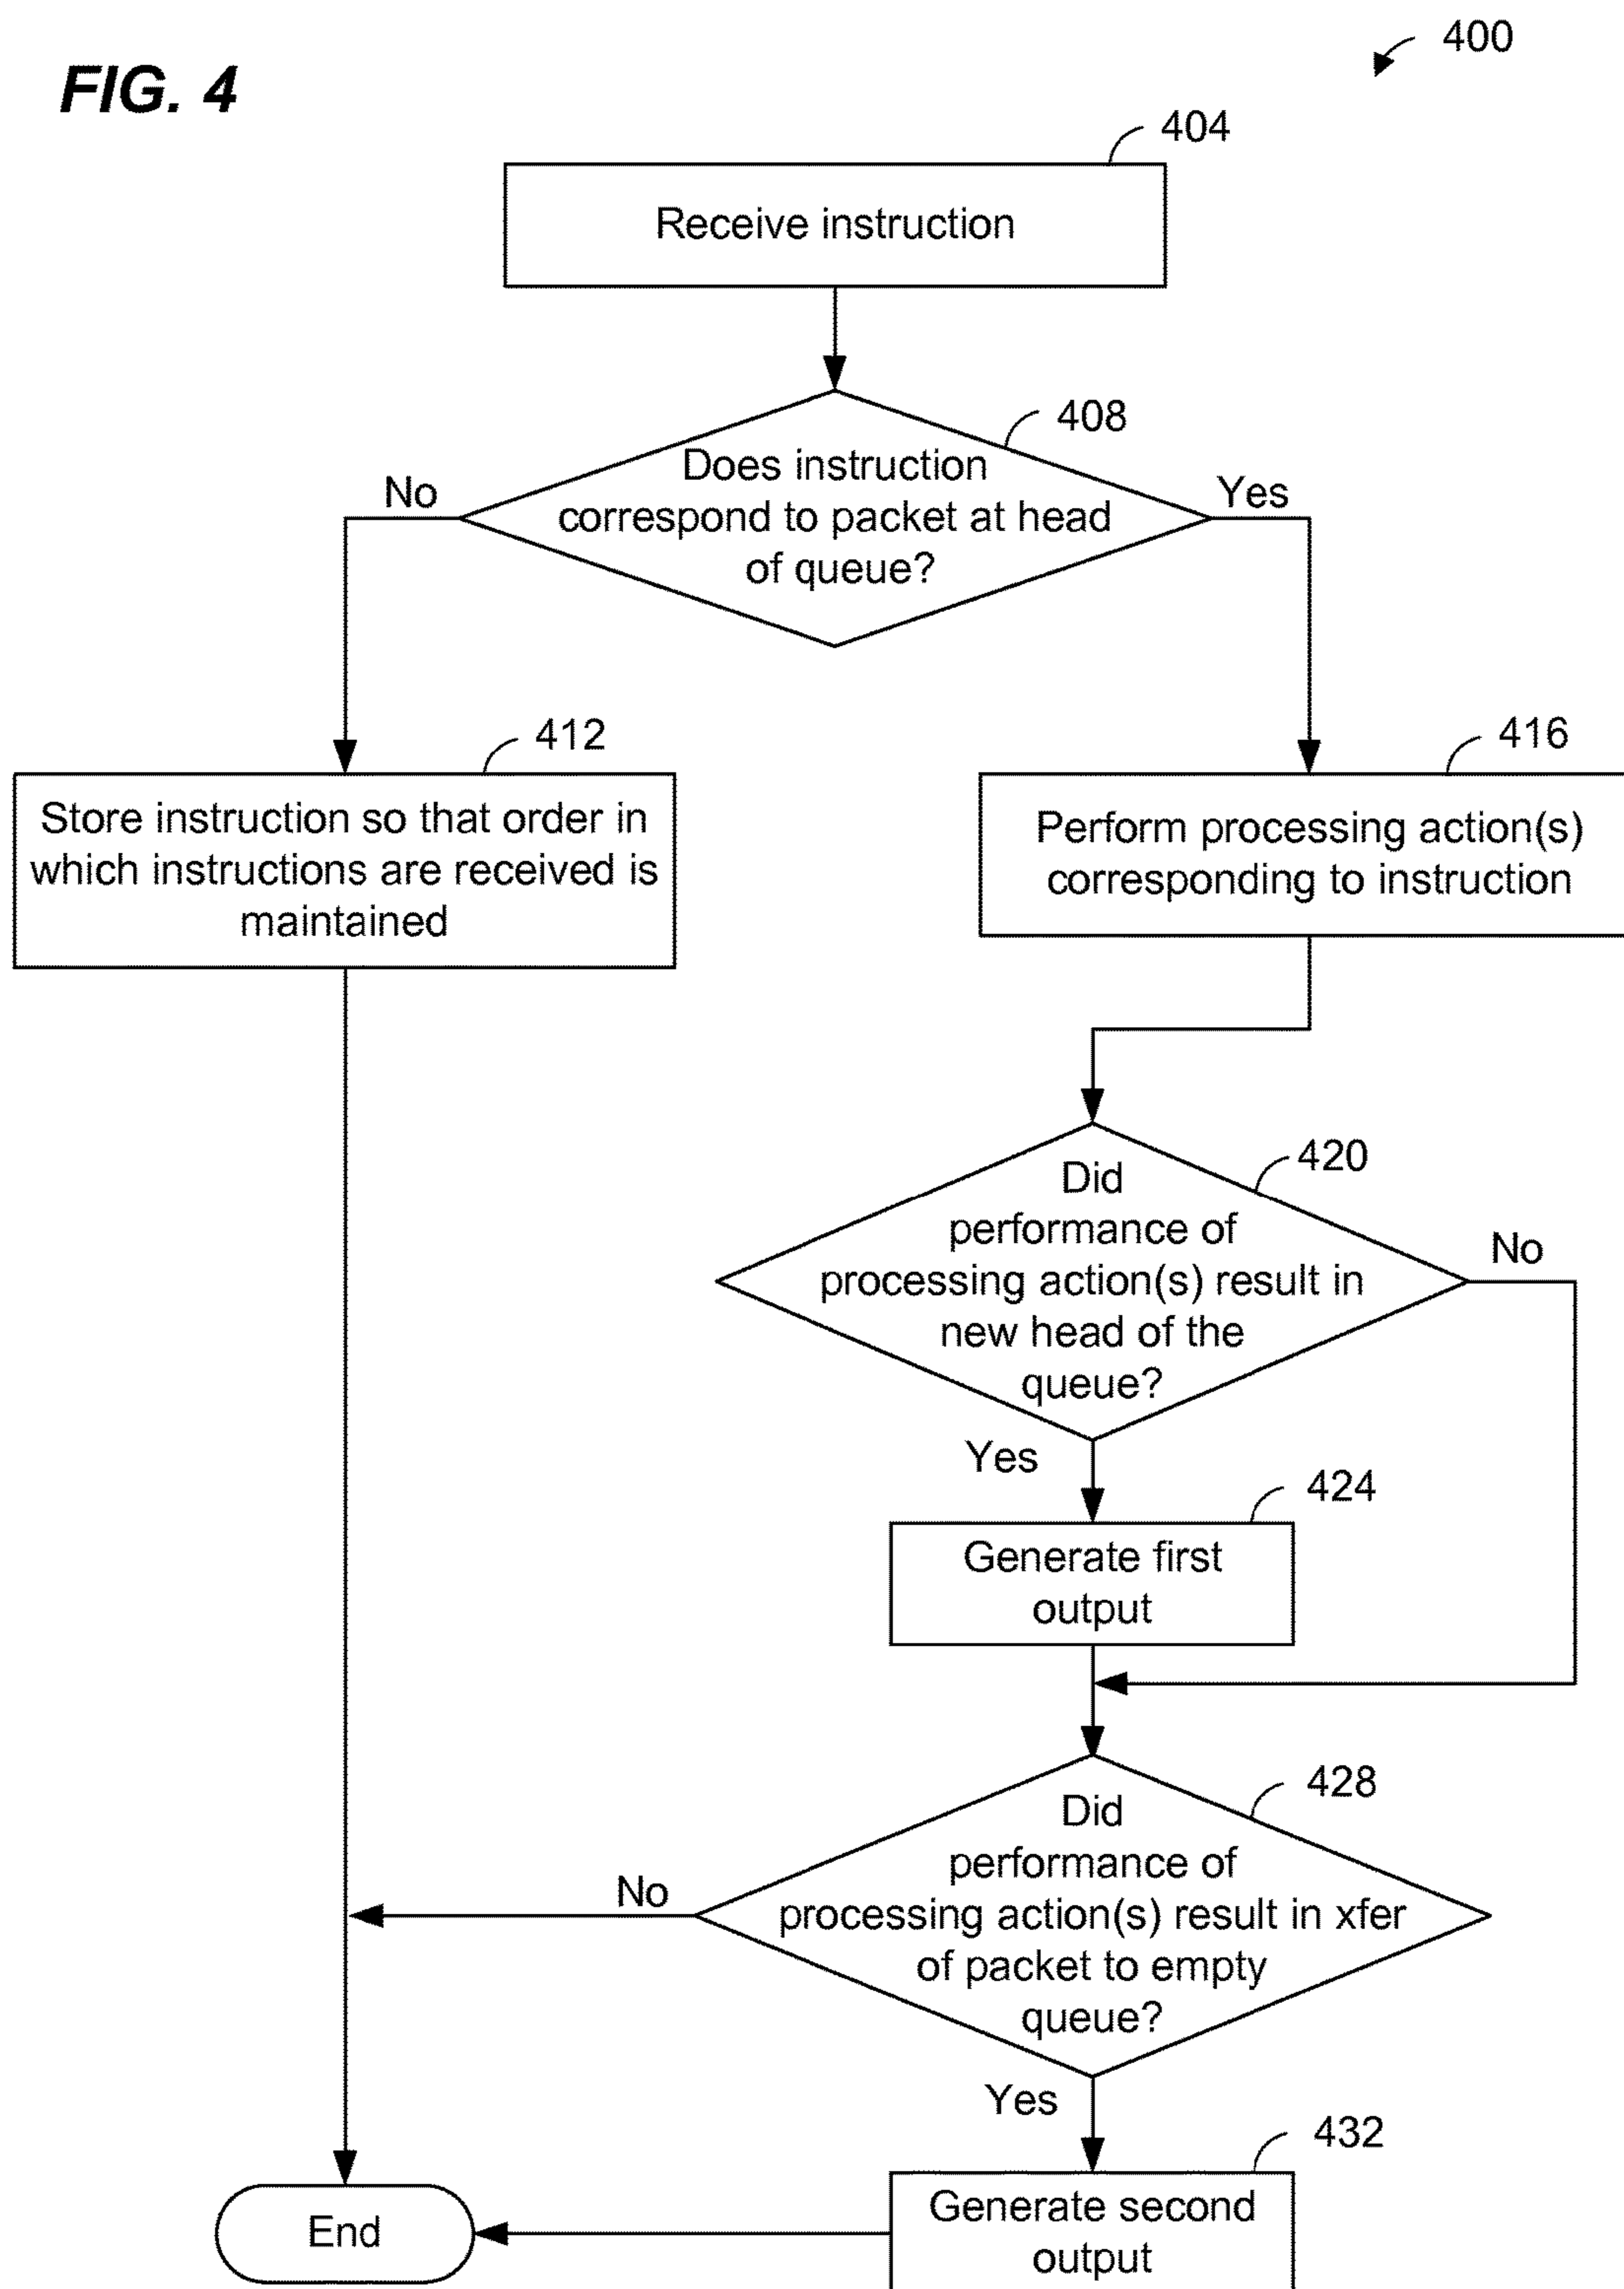 FIG. 4
400
404
Receive instruction
408
Does instruction
correspond to packet at head
of queue?
No
Yes
412
Store instruction so that order in
which instructions are received is
maintained
416
Perform processing action(s)
corresponding to instruction
420
Did
performance of
processing action(s) result in
new head of the
queue?
No
Yes
424
Generate first
output
428
Did
performance of
processing action(s) result in xfer
of packet to empty
queue?
No
Yes
432
Generate second
output
End